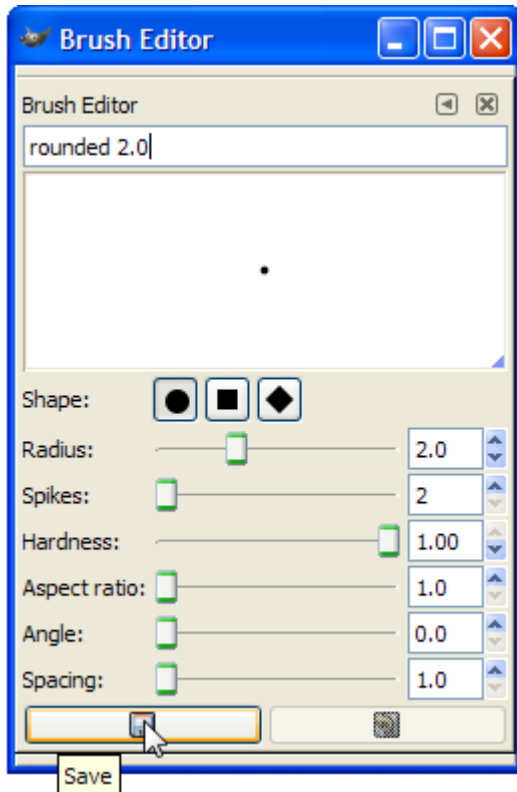 Brush Editor
Brush Editor
rounded 2.0
Shape:
Radius: 2.0
Spikes: 2
Hardness: 1.00
Aspect ratio: 1.0
Angle: 0.0
Spacing: 1.0
Save